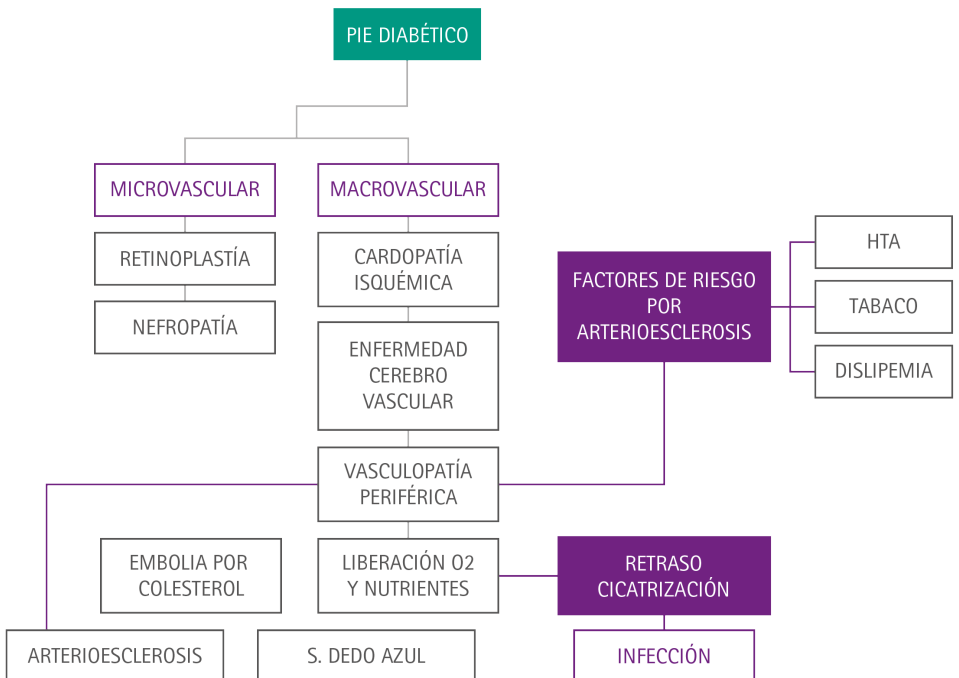 PIE DIABÉTICO
MICROVASCULAR
MACROVASCULAR
RETINOPLASTÍA
NEFROPATÍA
CARDOPATÍA
ISQUÉMICA
ENFERMEDAD
CEREBRO
VASCULAR
VASCULOPATÍA
PERIFÉRICA
LIBERACIÓN O2
Y NUTRIENTES
FACTORES DE RIESGO
POR
ARTERIOESCLEROSIS
HTA
TABACO
DISLIPEMIA
RETRASO
CICATRIZACIÓN
INFECCIÓN
EMBOLIA POR
COLESTEROL
ARTERIOESCLEROSIS
S. DEDO AZUL